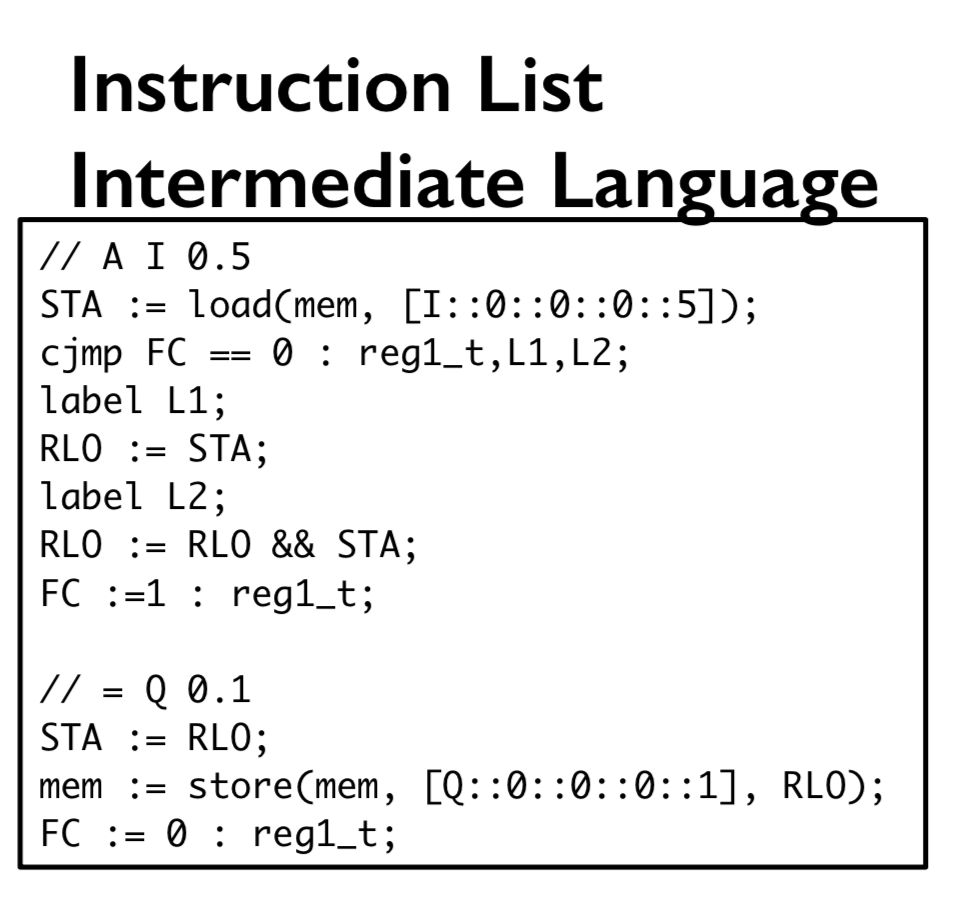 Instruction List
Intermediate Language
// A I 0.5
STA := load(mem, [I::0::0::0::5]);
cjmp FC == 0 : reg1_t,L1,L2;
label L1;
RLO := STA;
label L2;
RLO := RLO && STA;
FC :=1 : reg1_t;
// = Q 0.1
STA := RLO;
mem := store(mem, [Q::0::0::0::1], RLO);
FC := 0 : reg1_t;